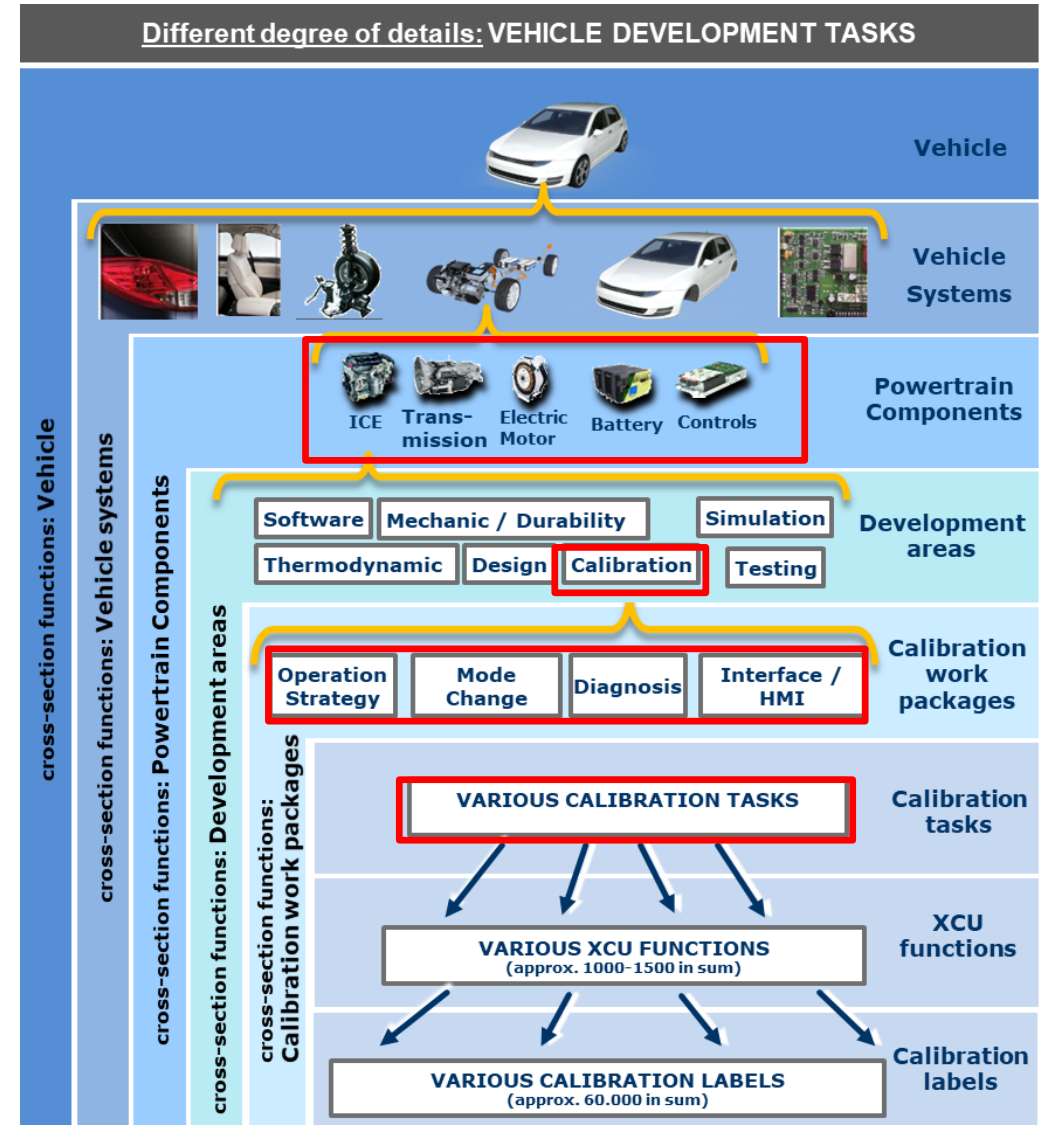 Different degree of details: VEHICLE DEVELOPMENT TASKS
Vehicle
Vehicle
Systems
ICE
Trans-
mission
Electric
Motor
Battery
Controls
Powertrain
Components
Software
Mechanic / Durability
Simulation
Thermodynamic
Design
Calibration
Testing
Development
areas
Operation
Strategy
Mode
Change
Diagnosis
Interface /
HMI
Calibration
work
packages
VARIOUS CALIBRATION TASKS
Calibration
tasks
VARIOUS XCU FUNCTIONS
(approx. 1000-1500 in sum)
XCU
functions
VARIOUS CALIBRATION LABELS
(approx. 60.000 in sum)
Calibration
labels
cross-section functions: Vehicle
cross-section functions: Vehicle systems
cross-section functions: Powertrain Components
cross-section functions: Development areas
cross-section functions:
Calibration work packages